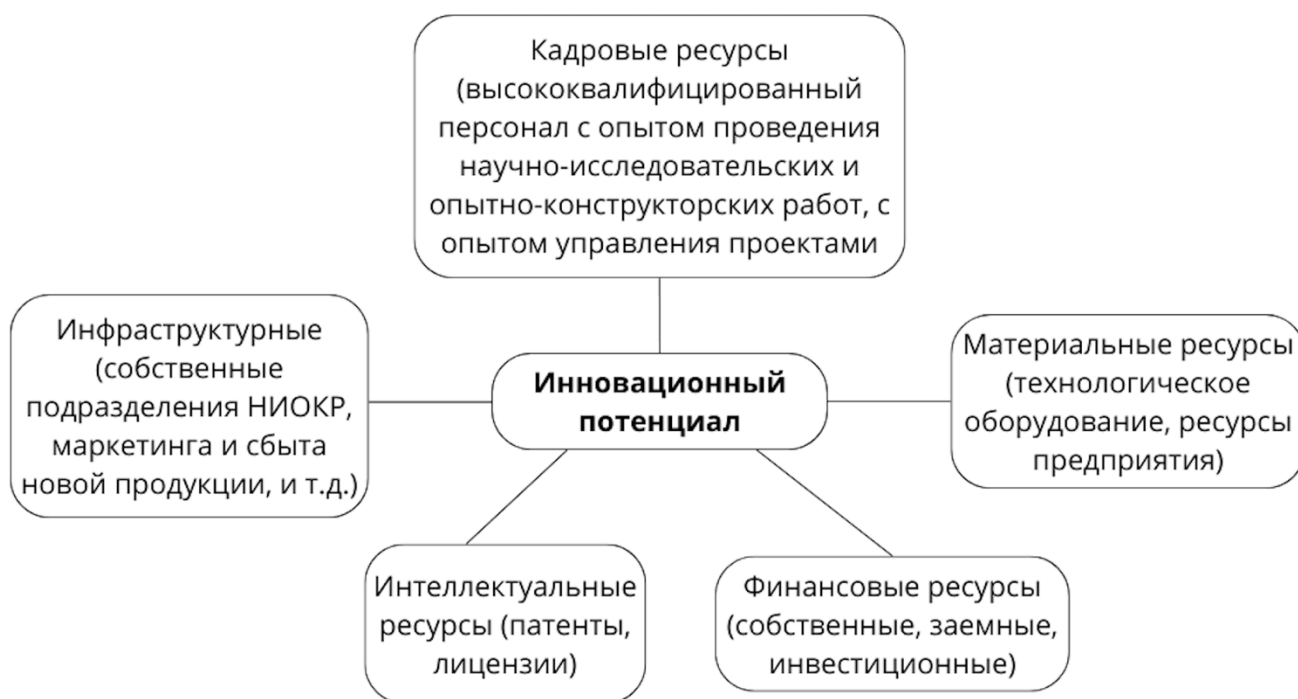 Кадровые ресурсы
(высококвалифицированный
персонал с опытом проведения
научно-исследовательских и
опытно-конструкторских работ, с
опытом управления проектами
Инфраструктурные
(собственные
подразделения НИОКР,
маркетинга и сбыта
новой продукции, и т.д.)
Инновационный
потенциал
Материальные ресурсы
(технологическое
оборудование, ресурсы
предприятия)
Интеллектуальные
ресурсы (патенты,
лицензии)
Финансовые ресурсы
(собственные, заемные,
инвестиционные)